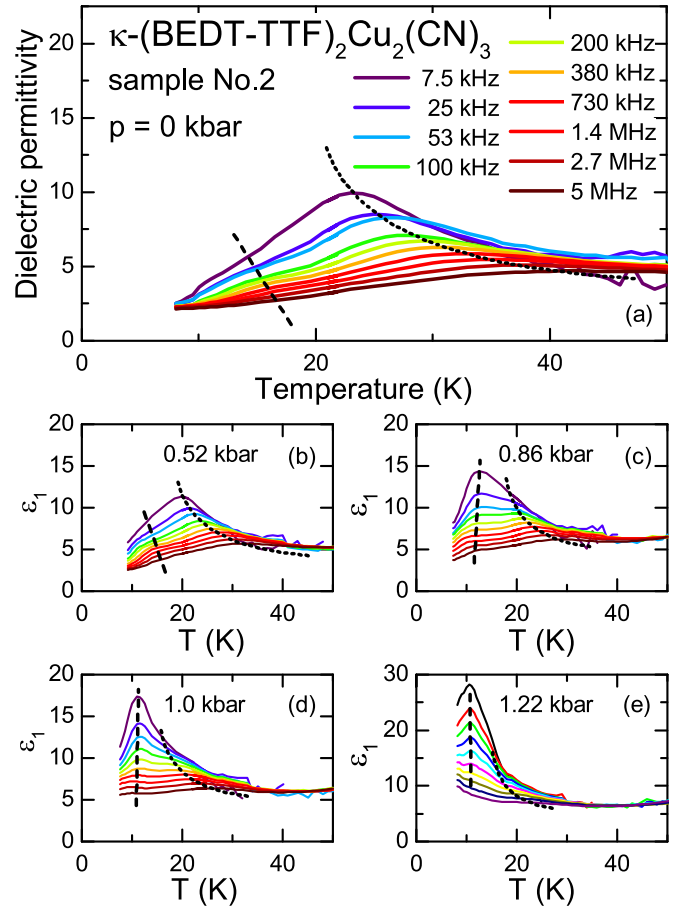 κ-(BEDT-TTF)₂Cu₂(CN)₃
sample No.2
p = 0 kbar
7.5 kHz
25 kHz
53 kHz
100 kHz
200 kHz
380 kHz
730 kHz
1.4 MHz
2.7 MHz
5 MHz
Dielectric permittivity
20
15
10
5
0
(a)
0 20 40
Temperature (K)
0.52 kbar (b)
ε₁
20
15
10
5
0
0 20 40
T (K)
0.86 kbar (c)
ε₁
20
15
10
5
0
0 20 40
T (K)
1.0 kbar (d)
ε₁
20
15
10
5
0
0 20 40
T (K)
1.22 kbar (e)
ε₁
30
20
10
0
0 20 40
T (K)